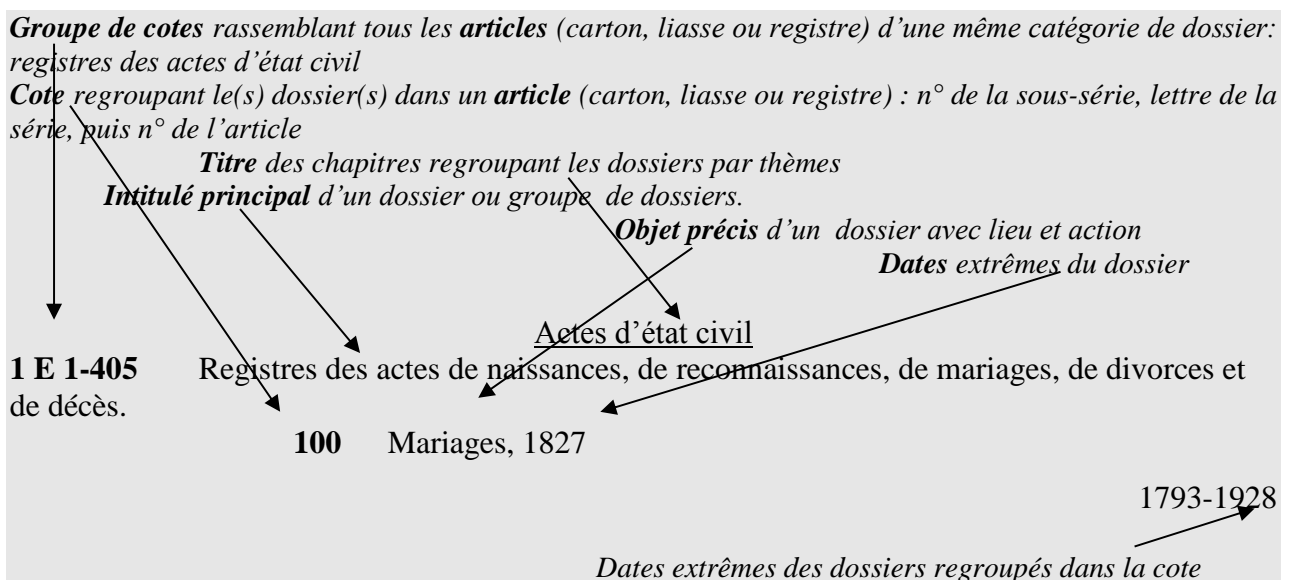 Groupe de cotes rassemblant tous les articles (carton, liasse ou registre) d’une même catégorie de dossier:
registres des actes d’état civil
Cote regroupant le(s) dossier(s) dans un article (carton, liasse ou registre) : n° de la sous-série, lettre de la
série, puis n° de l’article
Titre des chapitres regroupant les dossiers par thèmes
Intitulé principal d’un dossier ou groupe de dossiers.
Objet précis d’un dossier avec lieu et action
Dates extrêmes du dossier
Actes d’état civil
1 E 1-405 Registres des actes de naissances, de reconnaissances, de mariages, de divorces et
de décès.
100 Mariages, 1827
1793-1928
Dates extrêmes des dossiers regroupés dans la cote